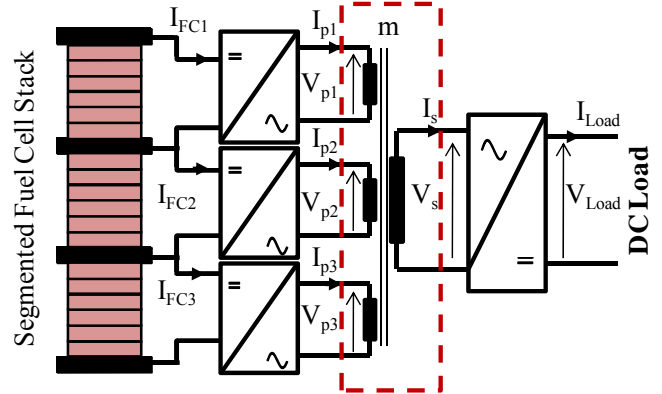 Segmented Fuel Cell Stack
I_FC1
=
~
I_p1
V_p1
m
I_FC2
=
~
I_p2
V_p2
I_FC3
=
~
I_p3
V_p3
I_s
V_s
~
=
I_Load
V_Load
DC Load